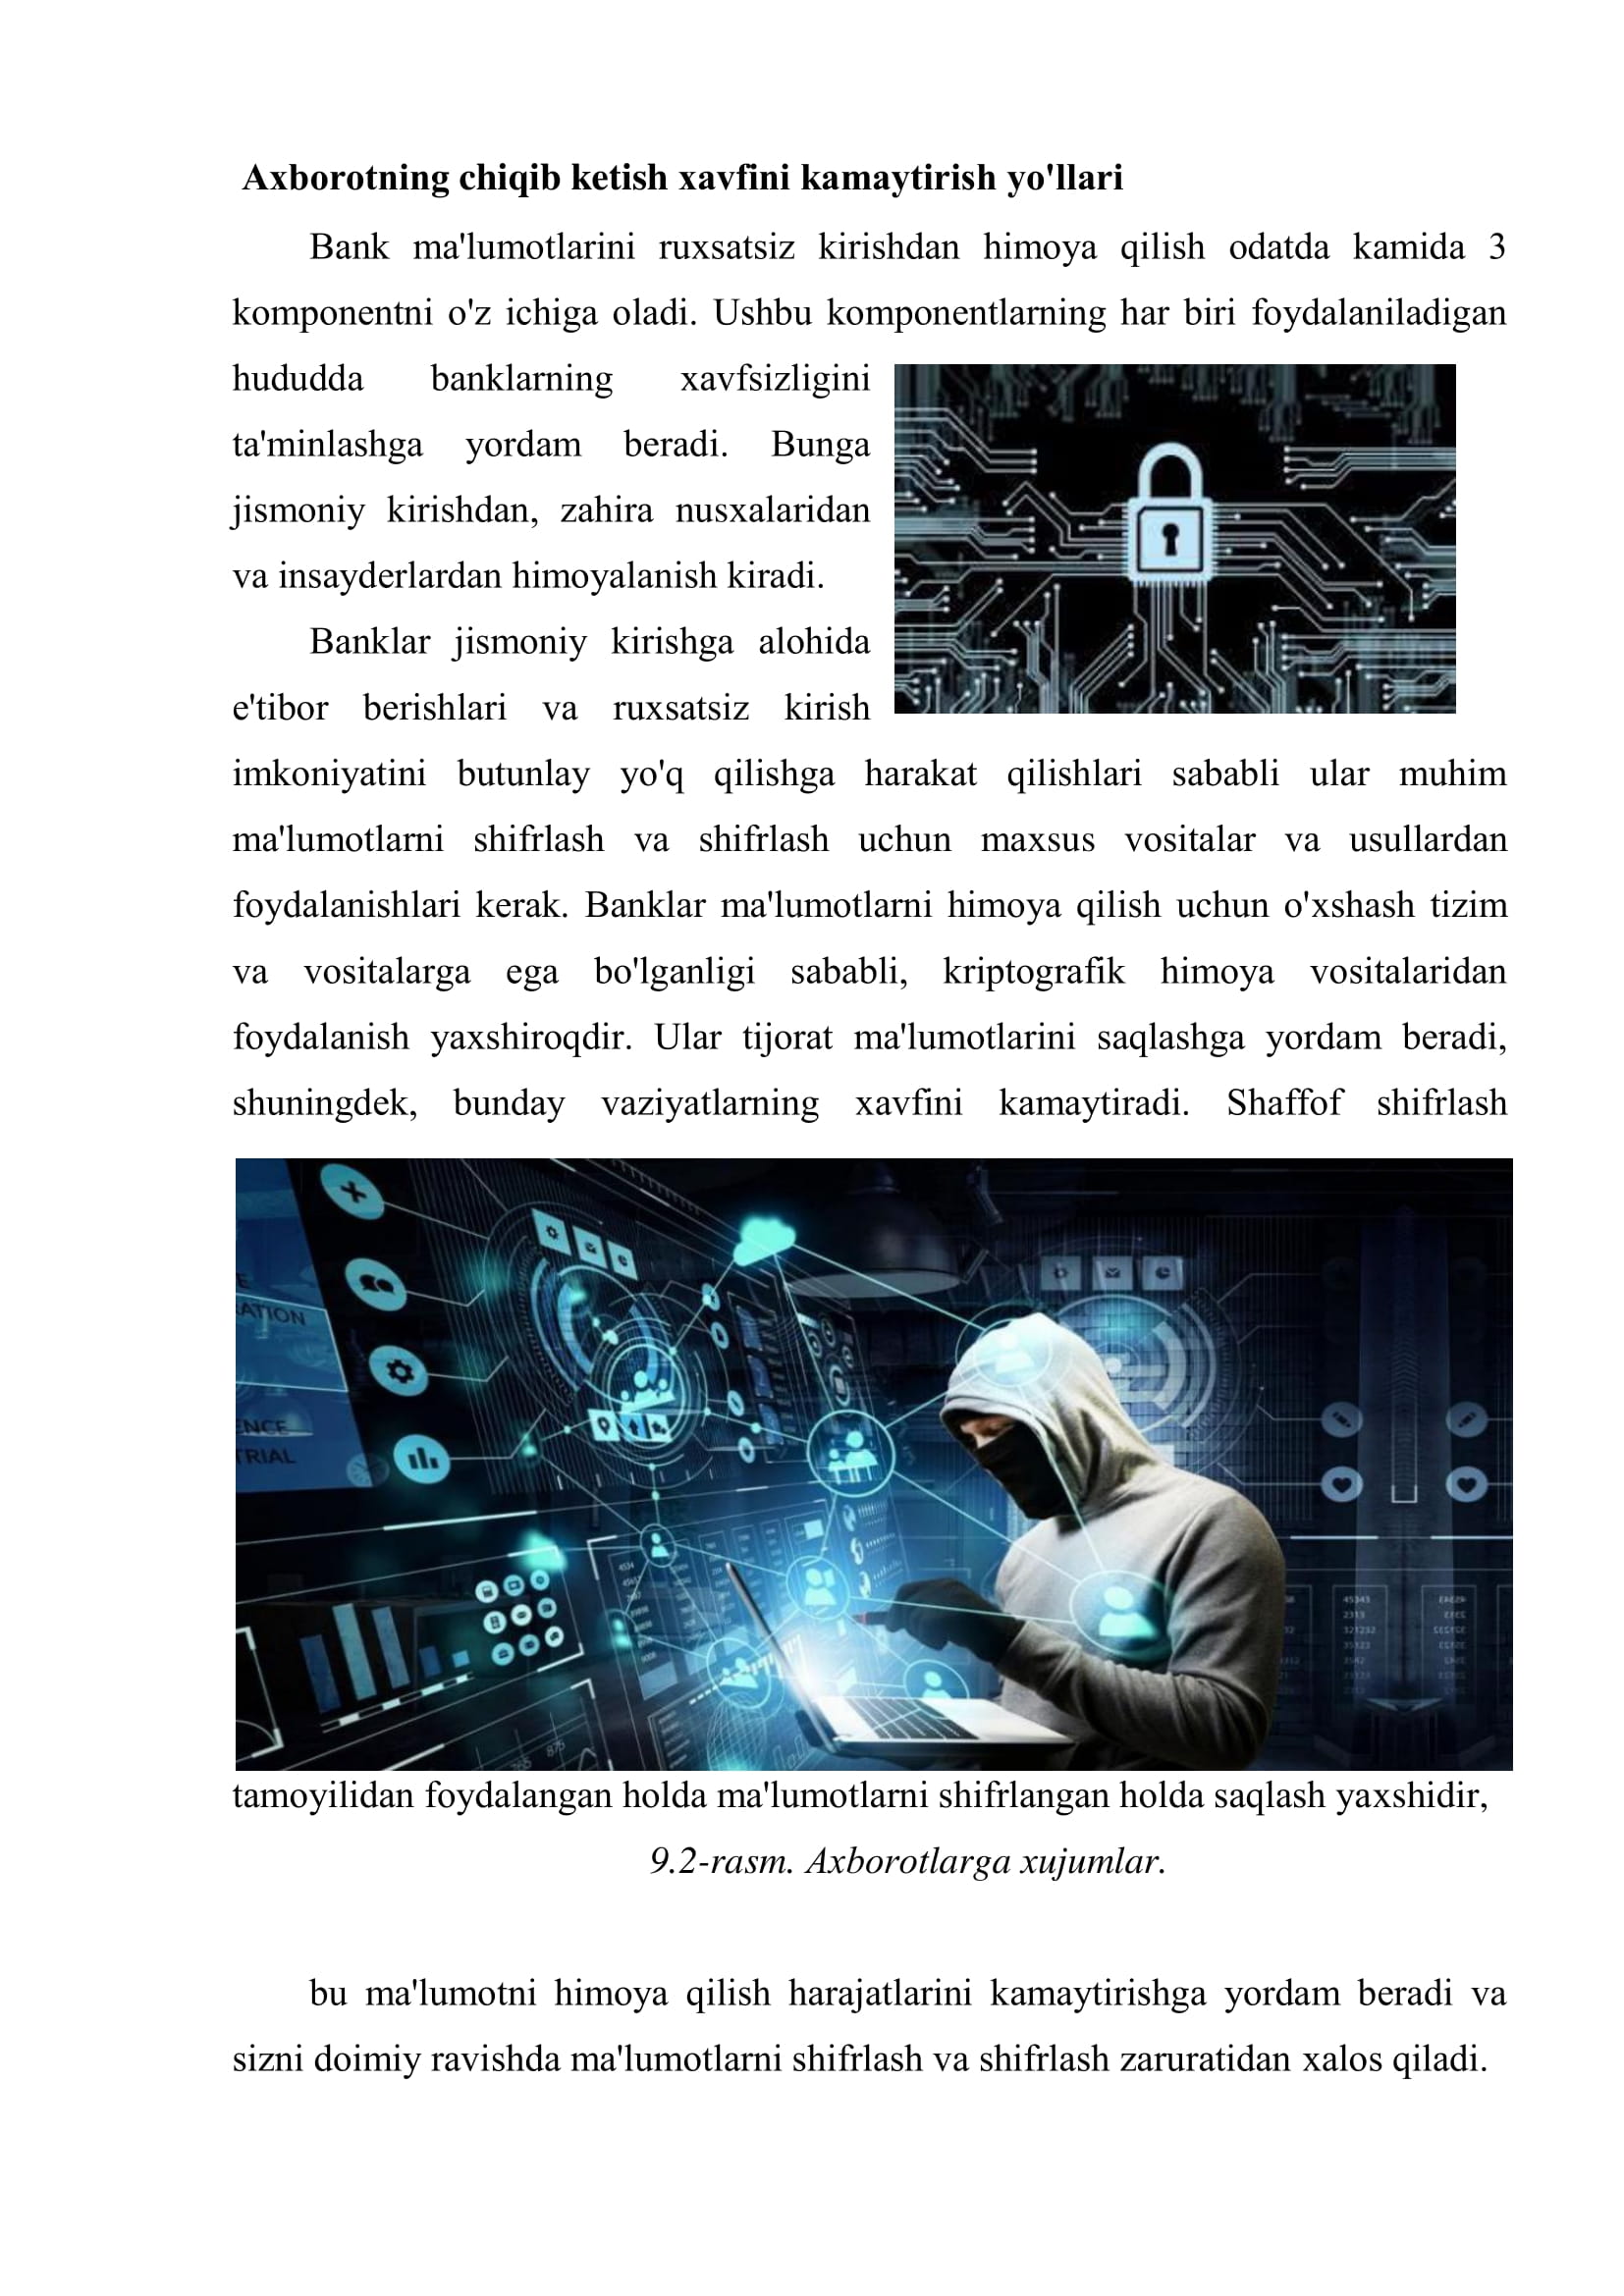 Axborotning chiqib ketish xavfini kamaytirish yo'llari
Bank ma'lumotlarini ruxsatsiz kirishdan himoya qilish odatda kamida 3
komponentni o'z ichiga oladi. Ushbu komponentlarning har biri foydalaniladigan
hududda banklarning xavfsizligini
ta'minlashga yordam beradi. Bunga
jismoniy kirishdan, zahira nusxalaridan
va insayderlardan himoyalanish kiradi.
Banklar jismoniy kirishga alohida
e'tibor berishlari va ruxsatsiz kirish
imkoniyatini butunlay yo'q qilishga harakat qilishlari sababli ular muhim
ma'lumotlarni shifrlash va shifrlash uchun maxsus vositalar va usullardan
foydalanishlari kerak. Banklar ma'lumotlarni himoya qilish uchun o'xshash tizim
va vositalarga ega bo'lganligi sababli, kriptografik himoya vositalaridan
foydalanish yaxshiroqdir. Ular tijorat ma'lumotlarini saqlashga yordam beradi,
shuningdek, bunday vaziyatlarning xavfini kamaytiradi. Shaffof shifrlash
ATION
ENCE
TRIAL
tamoyilidan foydalangan holda ma'lumotlarni shifrlangan holda saqlash yaxshidir,
9.2-rasm. Axborotlarga xujumlar.
bu ma'lumotni himoya qilish harajatlarini kamaytirishga yordam beradi va
sizni doimiy ravishda ma'lumotlarni shifrlash va shifrlash zaruratidan xalos qiladi.